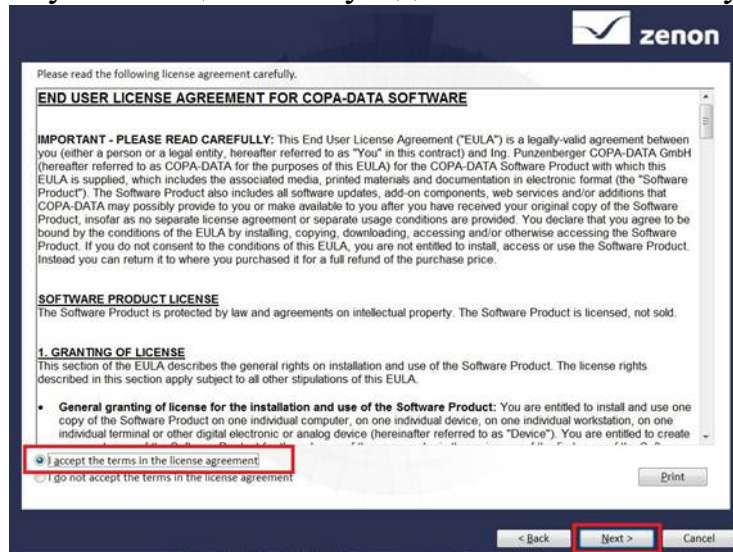 zenon
Please read the following license agreement carefully.
END USER LICENSE AGREEMENT FOR COPA-DATA SOFTWARE
IMPORTANT - PLEASE READ CAREFULLY: This End User License Agreement ("EULA") is a legally-valid agreement between
you (either a person or a legal entity, hereafter referred to as "You" in this contract) and Ing. Punzenberger COPA-DATA GmbH
(hereafter referred to as COPA-DATA for the purposes of this EULA) for the COPA-DATA Software Product with which this
EULA is supplied, which includes the associated media, printed materials and documentation in electronic format (the "Software
Product"). The Software Product also includes all software updates, add-on components, web services and/or additions that
COPA-DATA may possibly provide to you or make available to you after you have received your original copy of the Software
Product, insofar as no separate license agreement or separate usage conditions are provided. You declare that you agree to be
bound by the conditions of the EULA by installing, copying, downloading, accessing and/or otherwise accessing the Software
Product. If you do not consent to the conditions of this EULA, you are not entitled to install, access or use the Software Product.
Instead you can return it to where you purchased it for a full refund of the purchase price.
SOFTWARE PRODUCT LICENSE
The Software Product is protected by law and agreements on intellectual property. The Software Product is licensed, not sold.
1. GRANTING OF LICENSE
This section of the EULA describes the general rights on installation and use of the Software Product. The license rights
described in this section apply subject to all other stipulations of this EULA.
• General granting of license for the installation and use of the Software Product: You are entitled to install and use one
copy of the Software Product on one individual computer, on one individual device, on one individual workstation, on one
individual terminal or other digital electronic or analog device (hereinafter referred to as "Device"). You are entitled to create
I accept the terms in the license agreement
I do not accept the terms in the license agreement
Print
< Back
Next >
Cancel